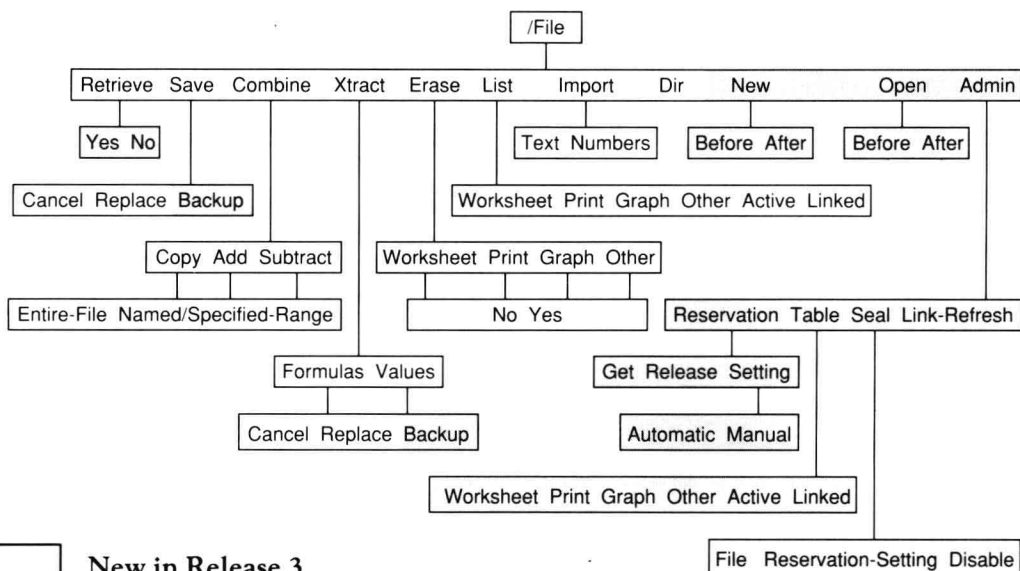 /File
Retrieve Save Combine Xtract Erase List Import Dir New Open Admin
Yes No
Text Numbers
Before After
Before After
Cancel Replace Backup
Worksheet Print Graph Other Active Linked
Copy Add Subtract
Worksheet Print Graph Other
Entire-File Named/Specified-Range
No Yes
Reservation Table Seal Link-Refresh
Formulas Values
Get Release Setting
Cancel Replace Backup
Automatic Manual
Worksheet Print Graph Other Active Linked
File Reservation-Setting Disable
New in Release 3